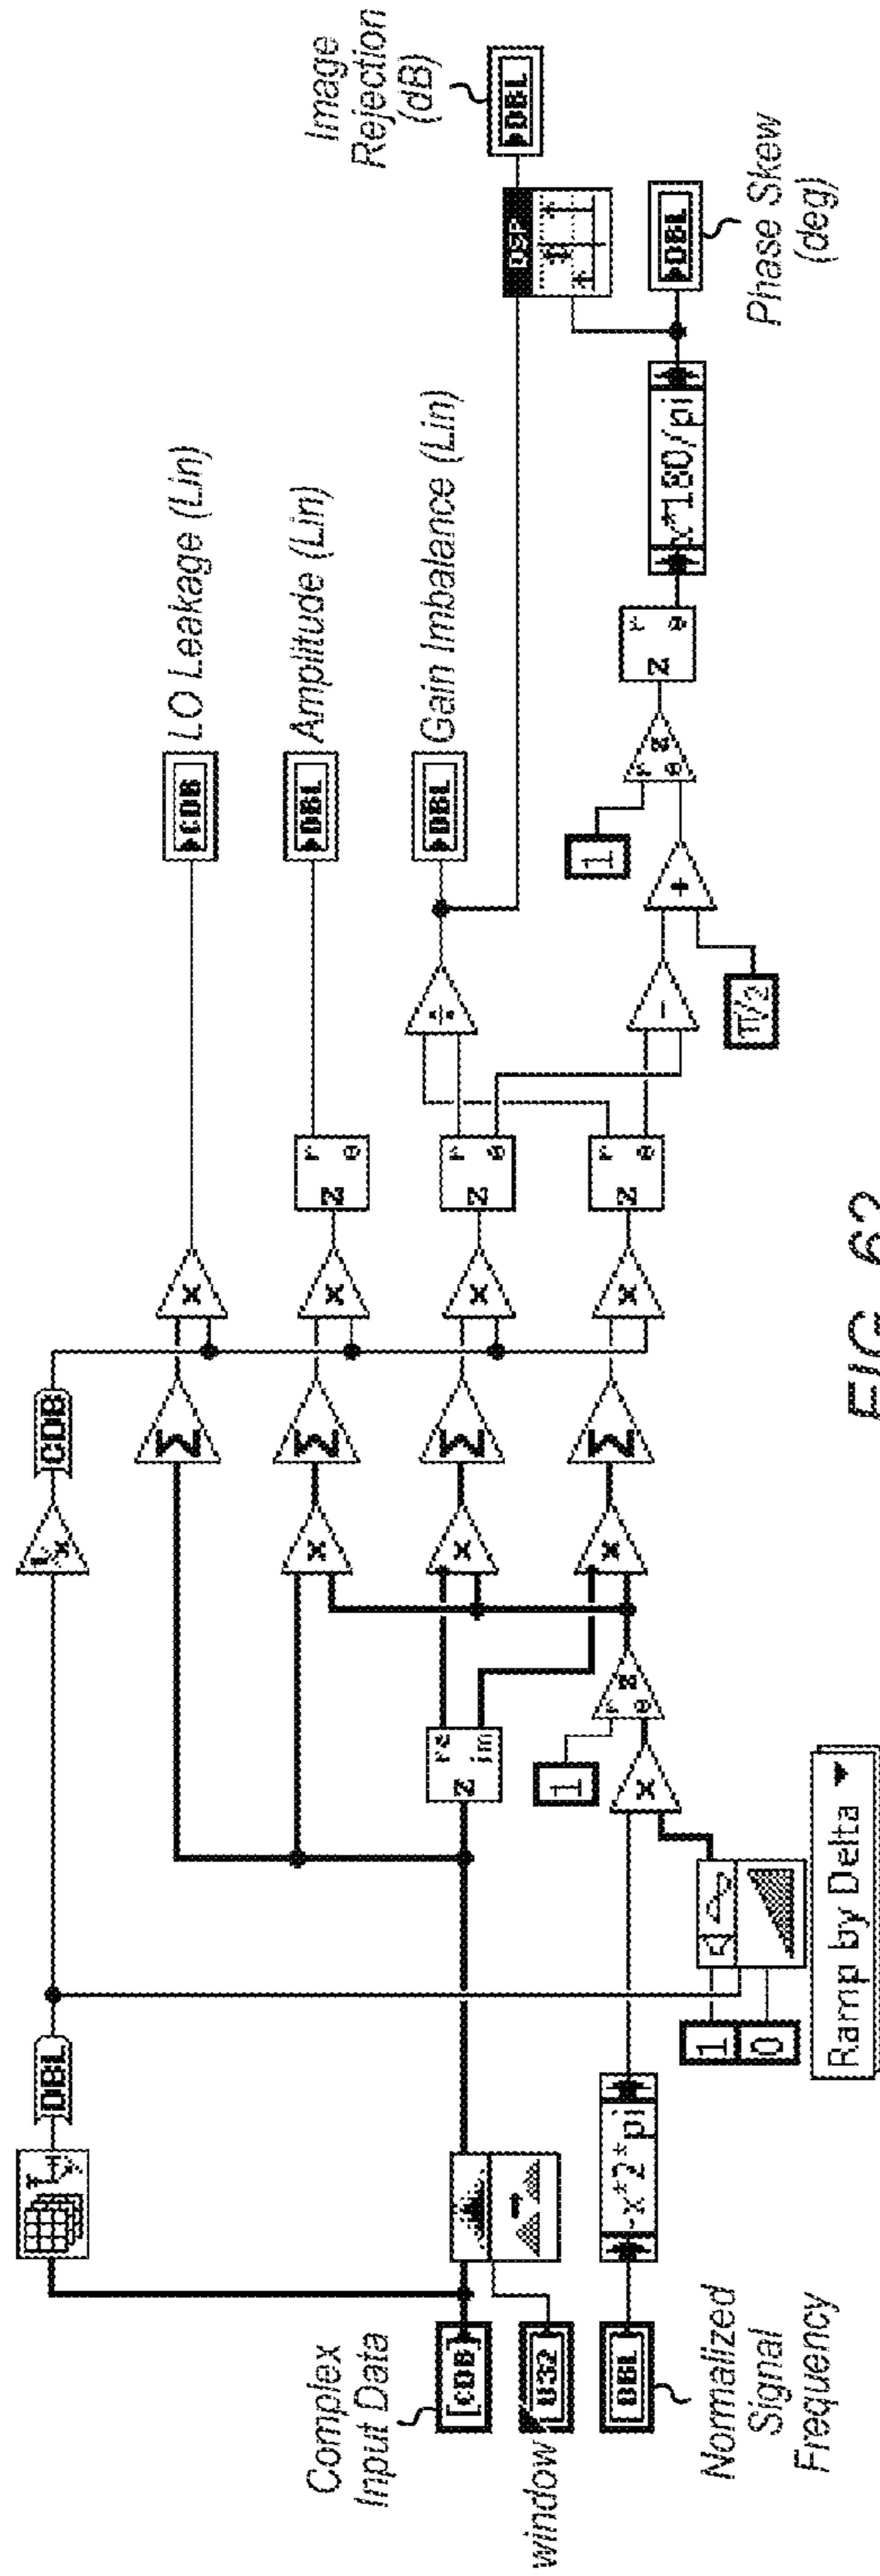 Complex
Input Data
[CDB]
window
U32
Normalized
Signal
Frequency
DBL
DBL
-x*2*pi
1
0
Ramp by Delta
re
z
im
1
r
θ
z
x
x
x
x
Σ
Σ
Σ
Σ
CDB
x
x
x
x
z
r
θ
z
r
θ
z
r
θ
÷
-
+
π/2
1
r
θ
z
z
r
θ
x*180/pi
CDB
LO Leakage (Lin)
DBL
Amplitude (Lin)
DBL
Gain Imbalance (Lin)
DBL
Image
Rejection
(dB)
DBL
Phase Skew
(deg)
FIG. 62